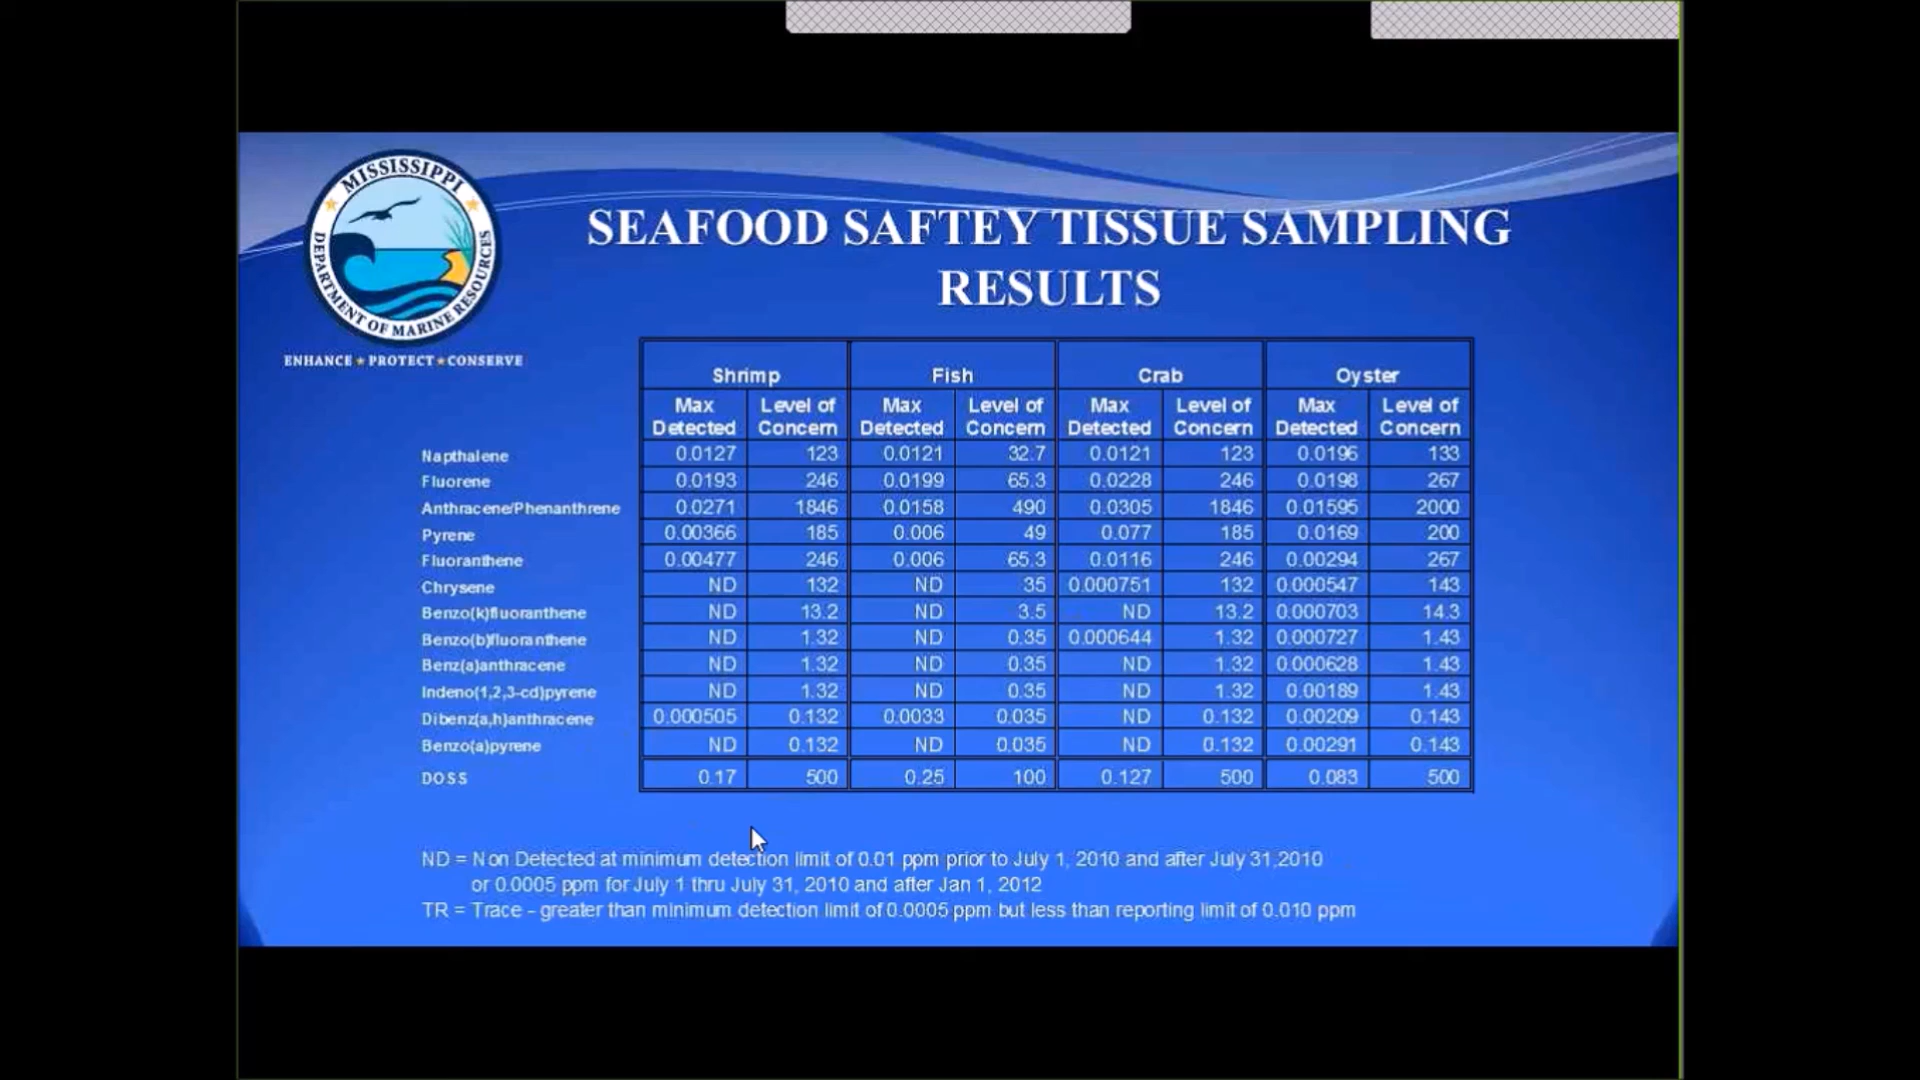 MISSISSIPPI
DEPARTMENT OF MARINE RESOURCES
ENHANCE ★ PROTECT ★ CONSERVE
SEAFOOD SAFTEY TISSUE SAMPLING
RESULTS
Shrimp Fish Crab Oyster
Max Level of Max Level of Max Level of Max Level of
Detected Concern Detected Concern Detected Concern Detected Concern
Napthalene 0.0127 123 0.0121 32.7 0.0121 123 0.0196 133
Fluorene 0.0193 246 0.0199 65.3 0.0228 246 0.0198 267
Anthracene/Phenanthrene 0.0271 1846 0.0158 490 0.0305 1846 0.01595 2000
Pyrene 0.00366 185 0.006 49 0.077 185 0.0169 200
Fluoranthene 0.00477 246 0.006 65.3 0.0116 246 0.00294 267
Chrysene ND 132 ND 35 0.000751 132 0.000547 143
Benzo(k)fluoranthene ND 13.2 ND 3.5 ND 13.2 0.000703 14.3
Benzo(b)fluoranthene ND 1.32 ND 0.35 0.000644 1.32 0.000727 1.43
Benz(a)anthracene ND 1.32 ND 0.35 ND 1.32 0.000628 1.43
Indeno(1,2,3-cd)pyrene ND 1.32 ND 0.35 ND 1.32 0.00189 1.43
Dibenz(a,h)anthracene 0.000505 0.132 0.0033 0.035 ND 0.132 0.00209 0.143
Benzo(a)pyrene ND 0.132 ND 0.035 ND 0.132 0.00291 0.143
DOSS 0.17 500 0.25 100 0.127 500 0.083 500
ND = Non Detected at minimum detection limit of 0.01 ppm prior to July 1, 2010 and after July 31,2010
or 0.0005 ppm for July 1 thru July 31, 2010 and after Jan 1, 2012
TR = Trace - greater than minimum detection limit of 0.0005 ppm but less than reporting limit of 0.010 ppm